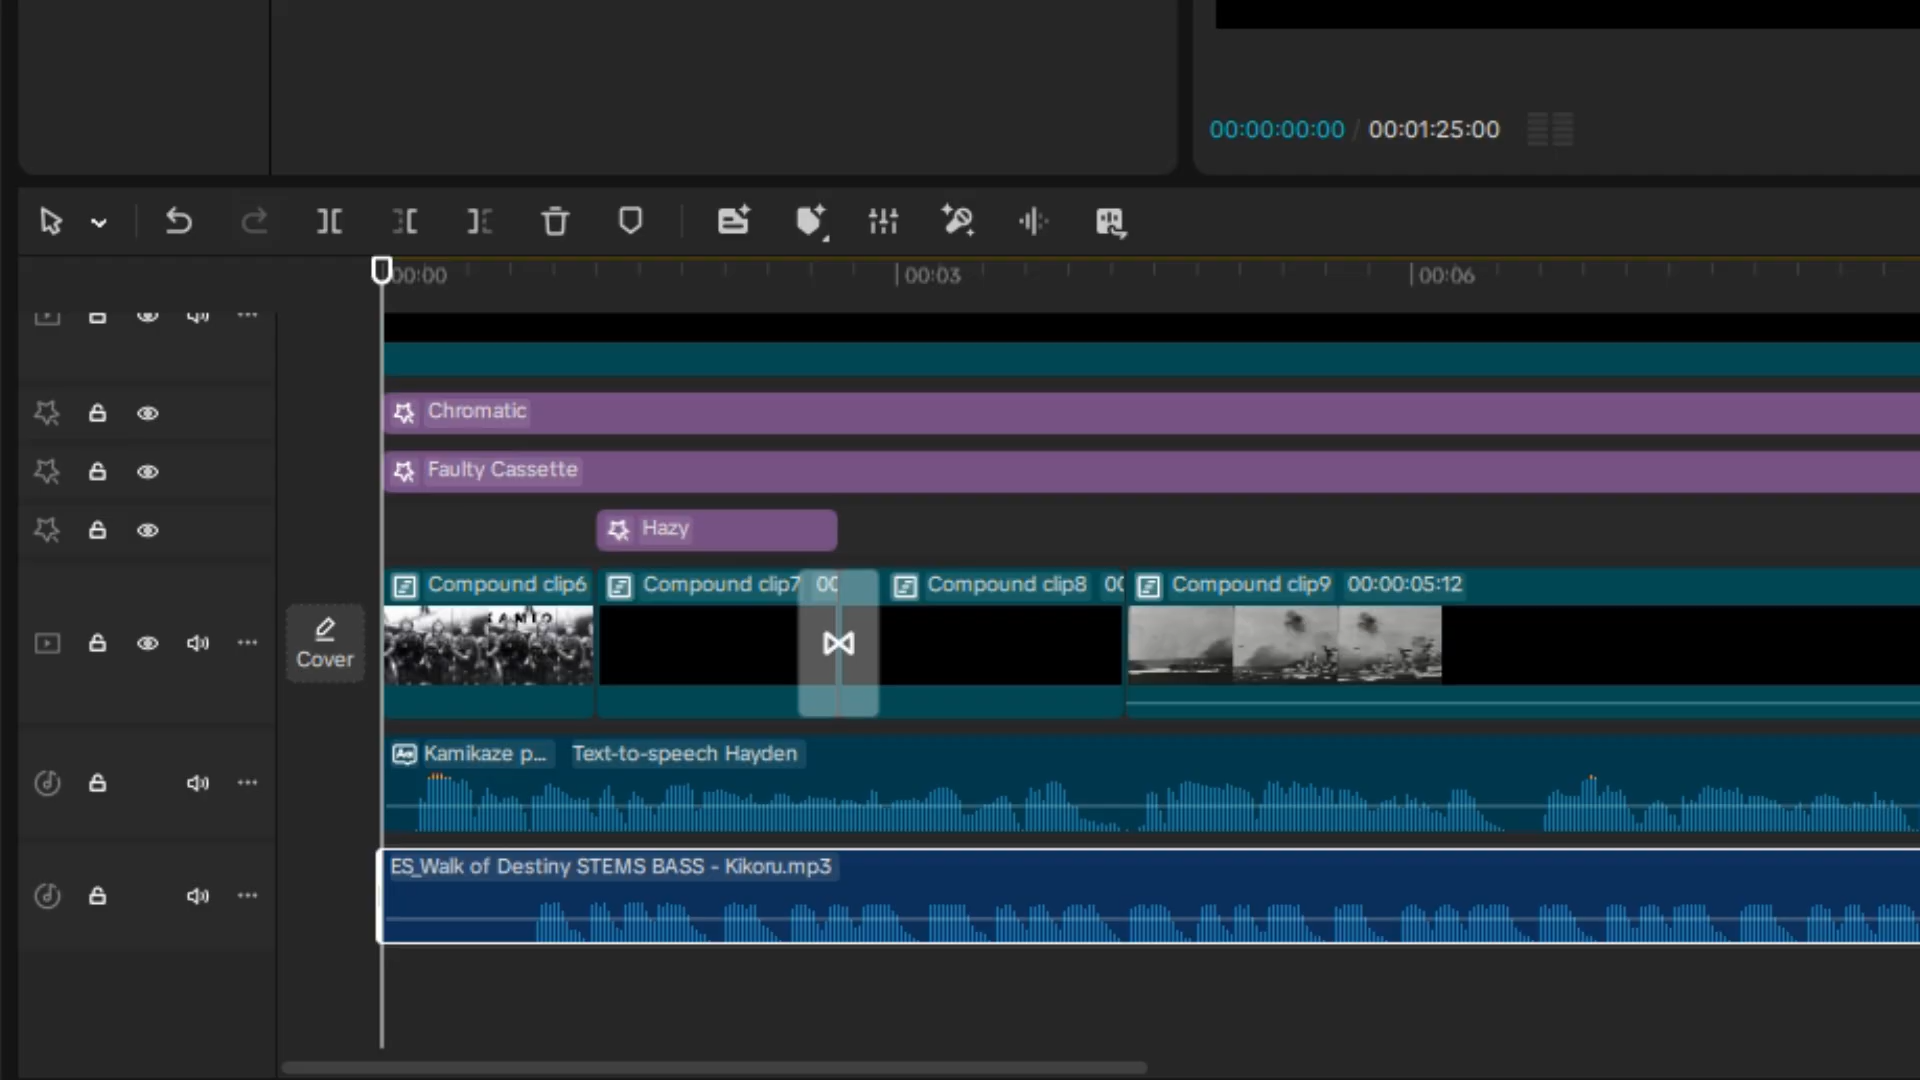 00:00:00:00 / 00:01:25:00
00:00 00:03 00:06
Chromatic
Faulty Cassette
Hazy
Compound clip6 Compound clip7 00 Compound clip8 00 Compound clip9 00:00:05:12
Cover
Kamikaze p... Text-to-speech Hayden
ES_Walk of Destiny STEMS BASS - Kikoru.mp3